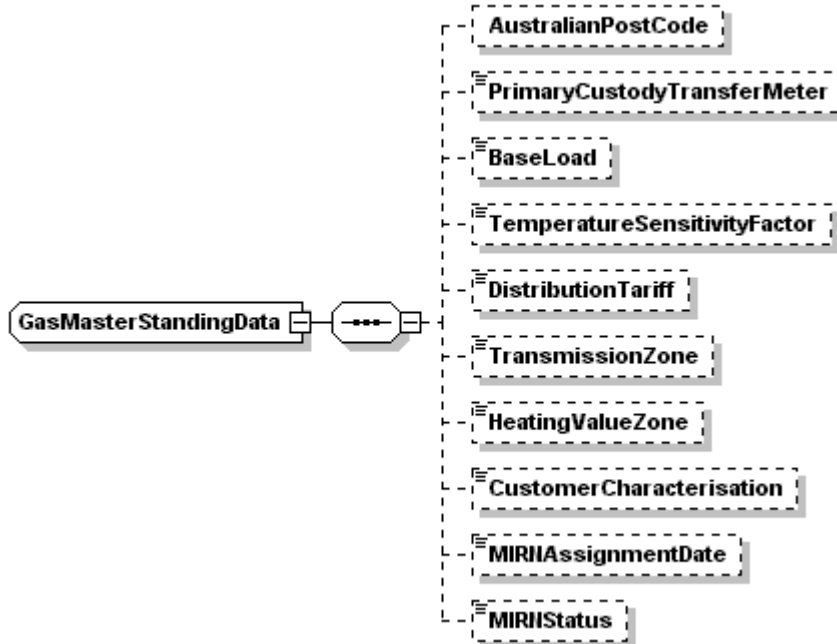 AustralianPostCode
PrimaryCustodyTransferMeter
BaseLoad
TemperatureSensitivityFactor
DistributionTariff
GasMasterStandingData
TransmissionZone
HeatingValueZone
CustomerCharacterisation
MIRNAssignmentDate
MIRNStatus